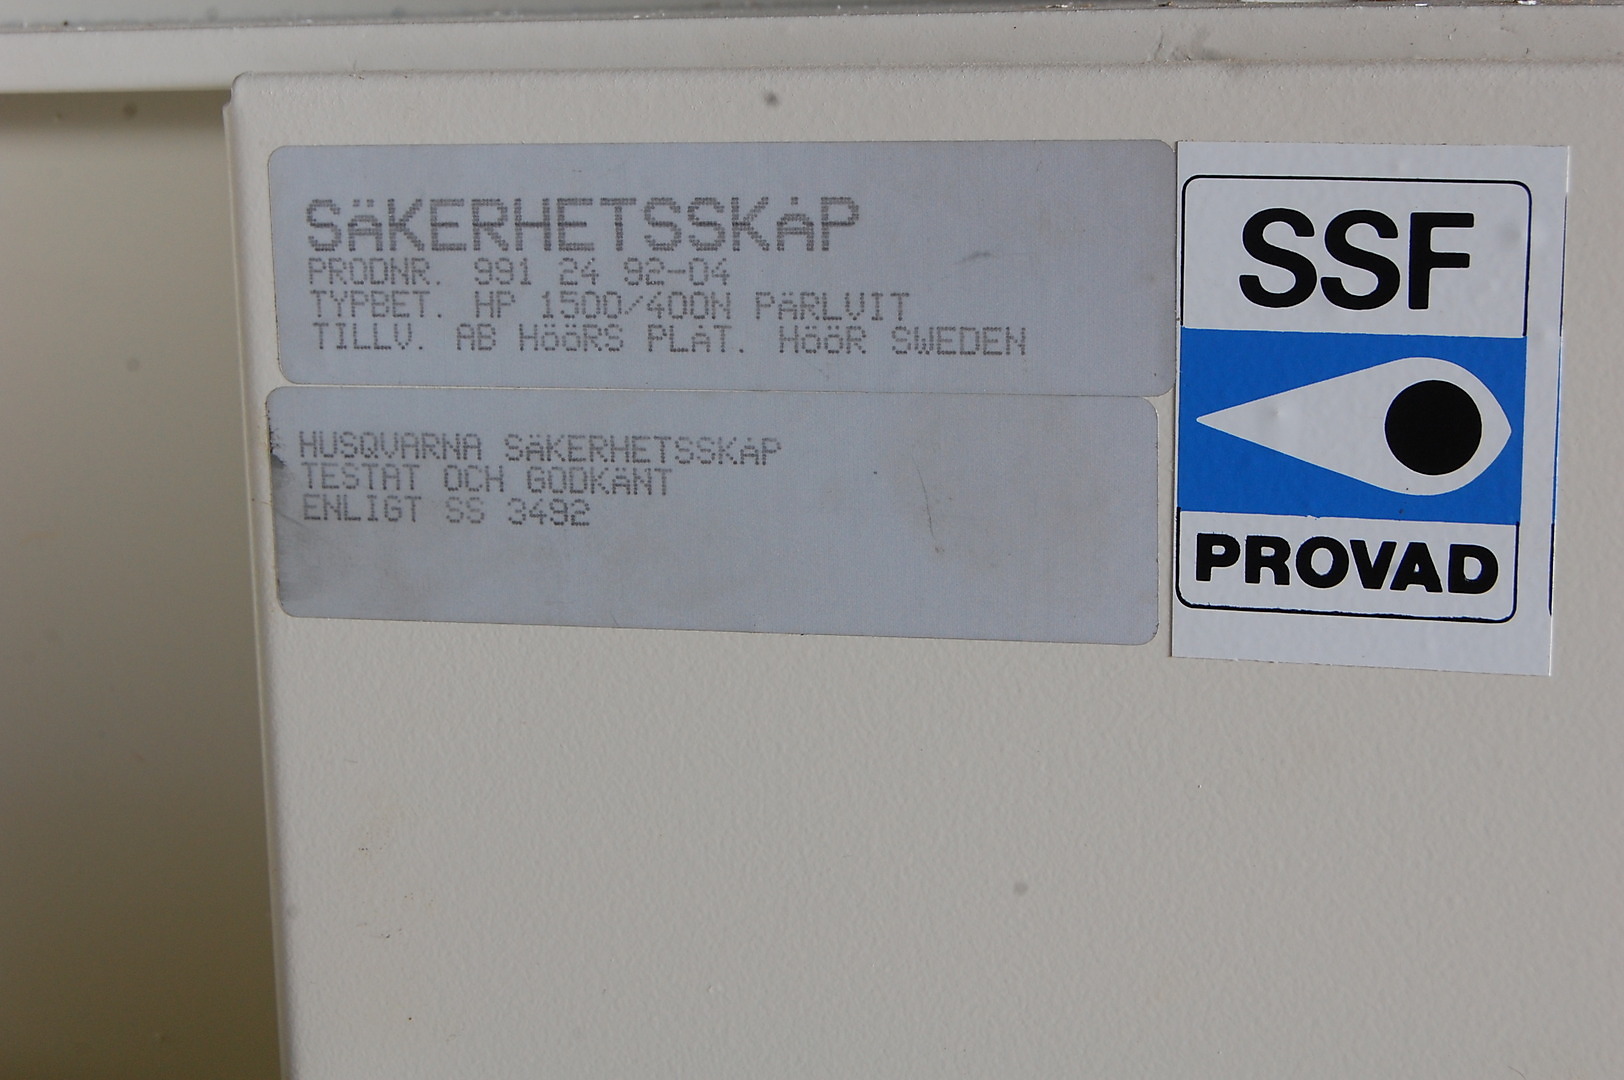 SÄKERHETSSKÅP
PRODNR. 991 24 92-04
TYPBET. HP 1500/400N PÄRLVIT
TILLV. AB HÖÖRS PLÅT. HÖÖR SWEDEN
HUSQVARNA SÄKERHETSSKÅP
TESTAT OCH GODKÄNT
ENLIGT SS 3492
SSF
PROVAD